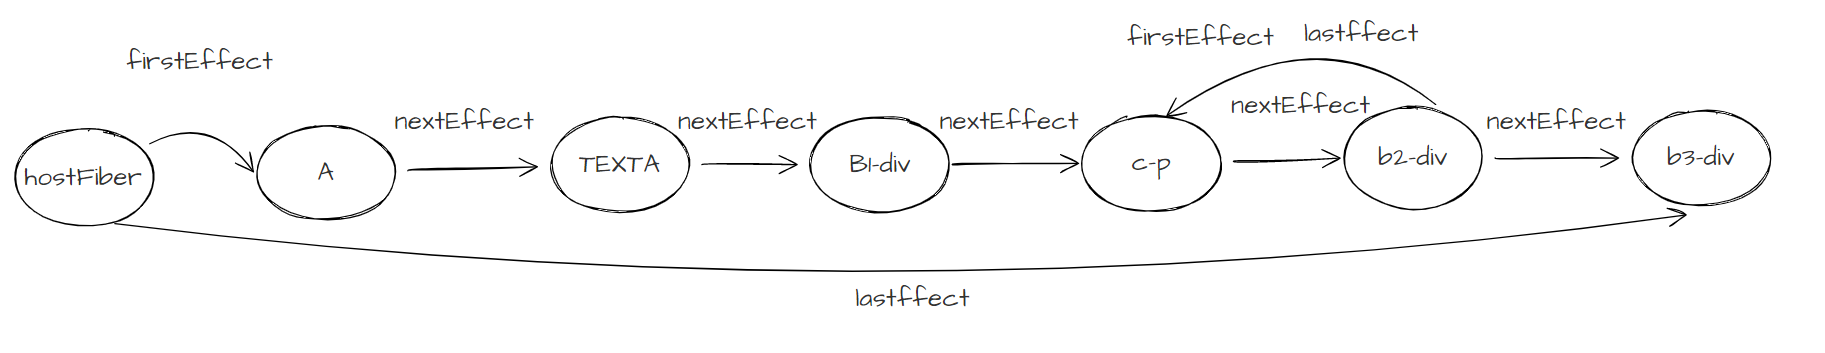 firstEffect lastffect
firstEffect
nextEffect
nextEffect nextEffect nextEffect nextEffect
hostFiber A TEXTA B1-div c-p b2-div b3-div
lastffect